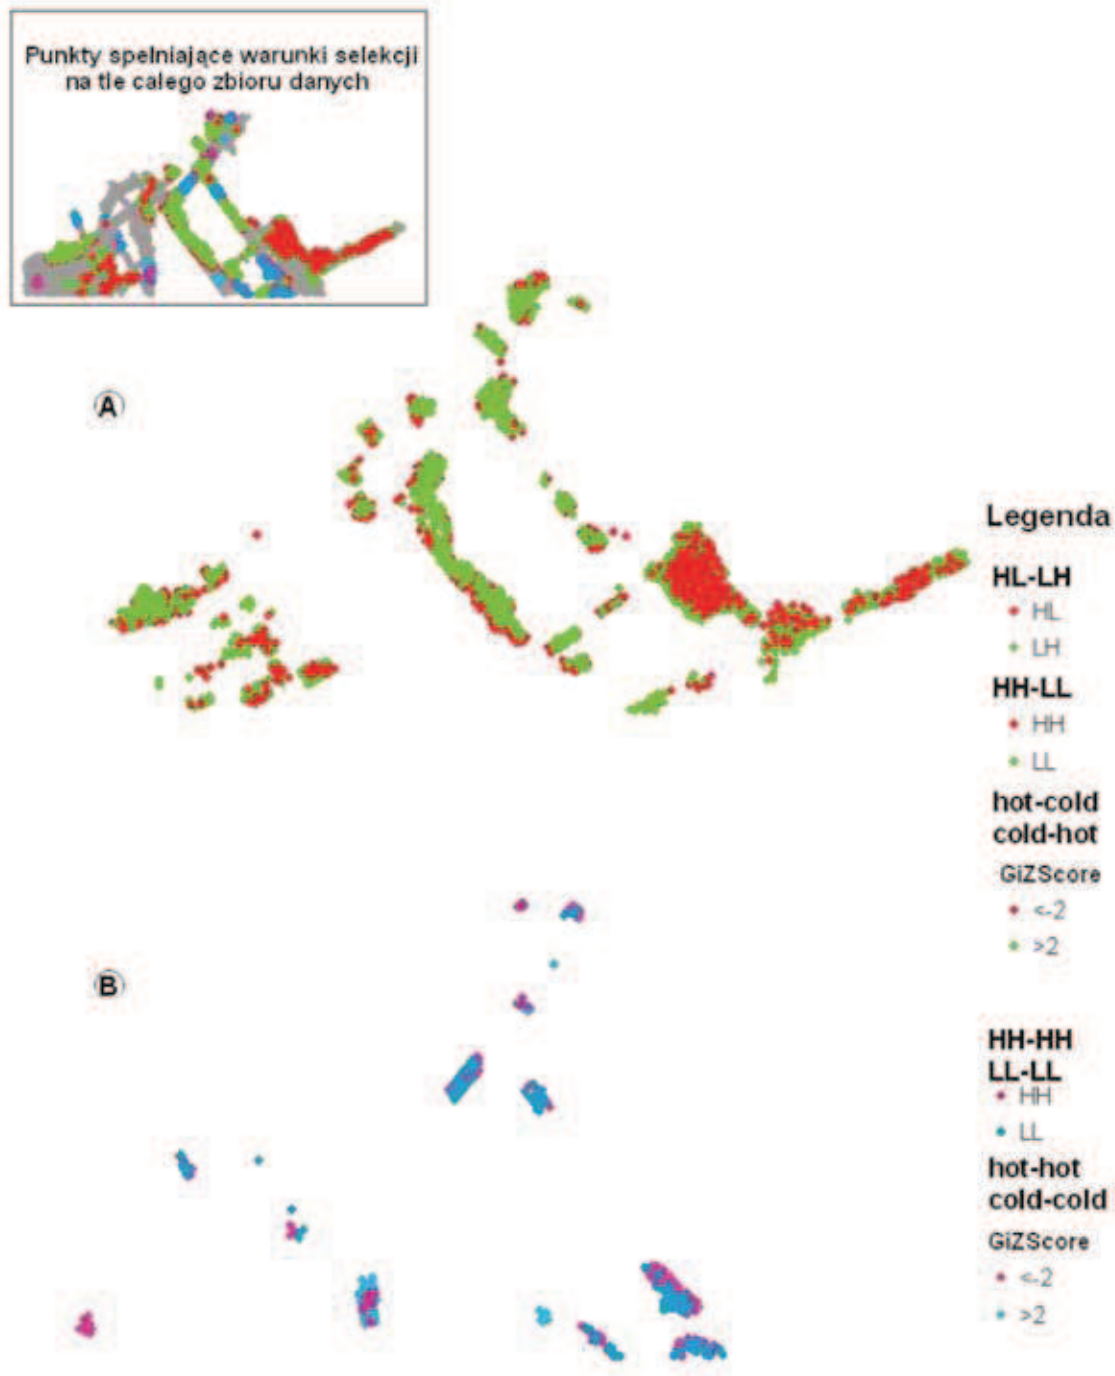 Punkty spełniające warunki selekcji
na tle całego zbioru danych
A
Legenda
HL-LH
HL
LH
HH-LL
HH
LL
hot-cold
cold-hot
GiZScore
<-2
>2
B
HH-HH
LL-LL
HH
LL
hot-hot
cold-cold
GiZScore
<-2
>2